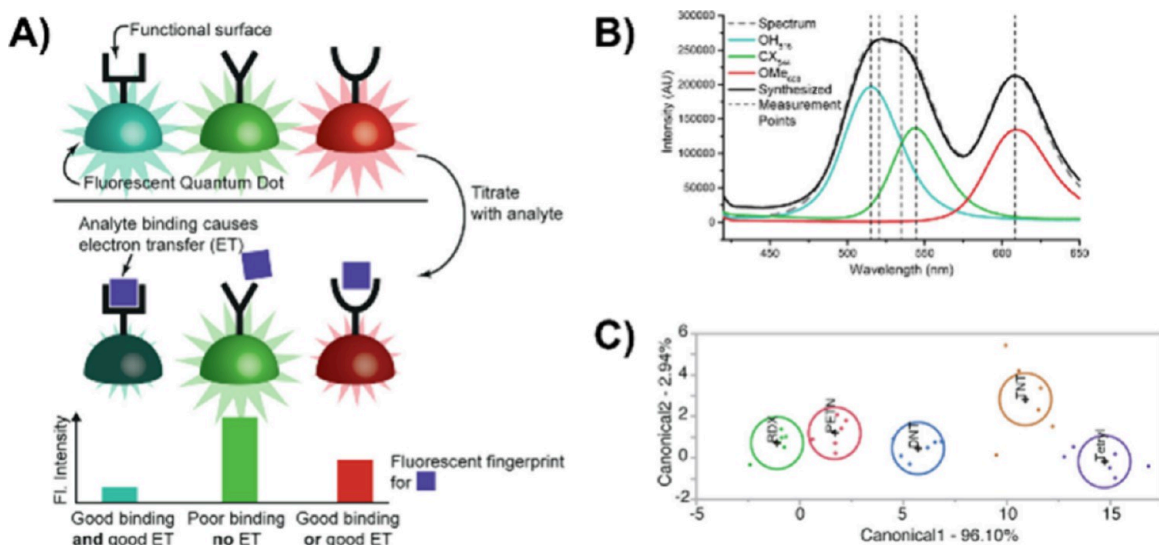 A)
Functional surface
Fluorescent Quantum Dot
Titrate
with analyte
Analyte binding causes
electron transfer (ET)
Fl. Intensity
Fluorescent fingerprint
for
Good binding
and good ET
Poor binding
no ET
Good binding
or good ET
B)
Intensity (AU)
300000
250000
200000
150000
100000
50000
0
Spectrum
OH
CX
OMe
Synthesized
Measurement
Points
450
500
550
600
650
Wavelength (nm)
C)
Canonical2 - 2.94%
6
4
2
0
-2
RDX
PETN
DNT
TNT
Tetryl
-5
0
5
10
15
Canonical1 - 96.10%